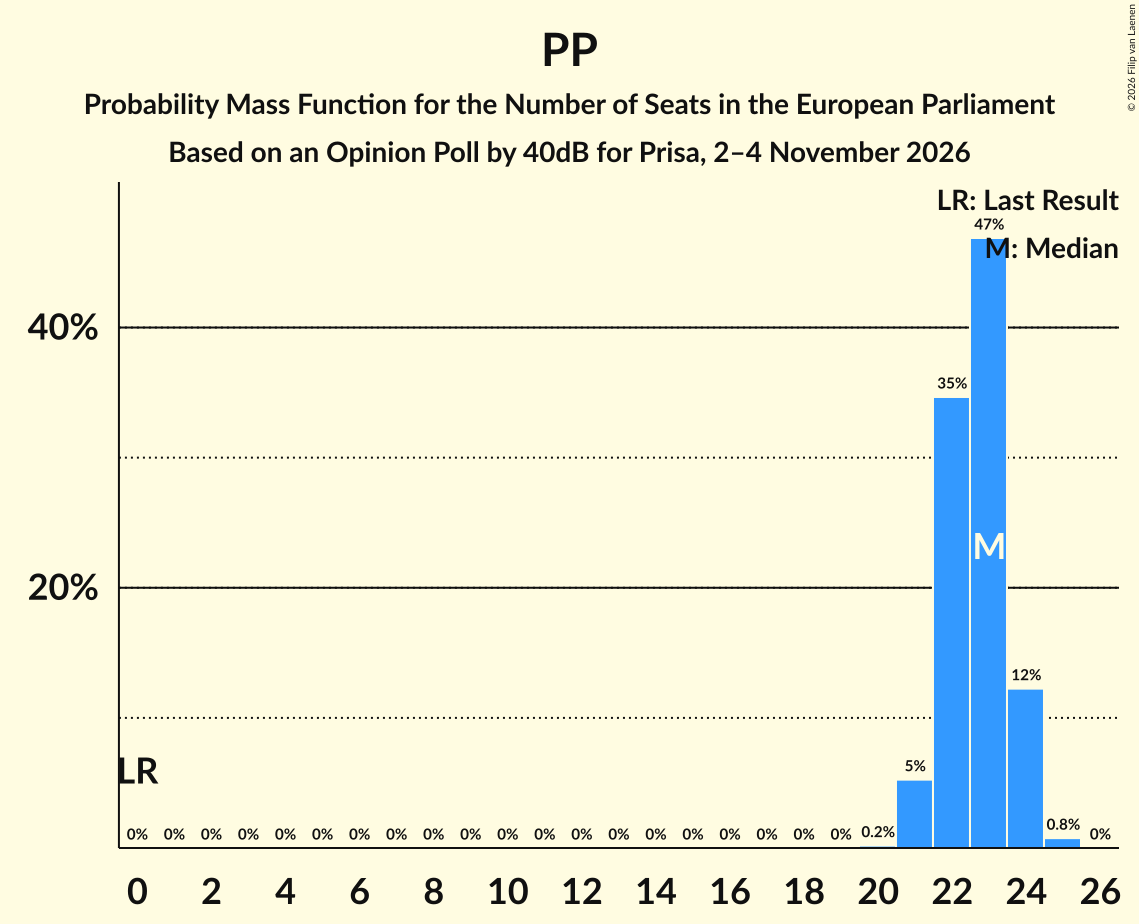 PP
Probability Mass Function for the Number of Seats in the European Parliament
Based on an Opinion Poll by 40dB for Prisa, 2–4 November 2026
© 2026 Filip van Laenen
LR: Last Result
M: Median
47%
40%
35%
M
20%
12%
LR
5%
0% 0% 0% 0% 0% 0% 0% 0% 0% 0% 0% 0% 0% 0% 0% 0% 0% 0% 0% 0% 0.2% 0.8% 0%
0 2 4 6 8 10 12 14 16 18 20 22 24 26